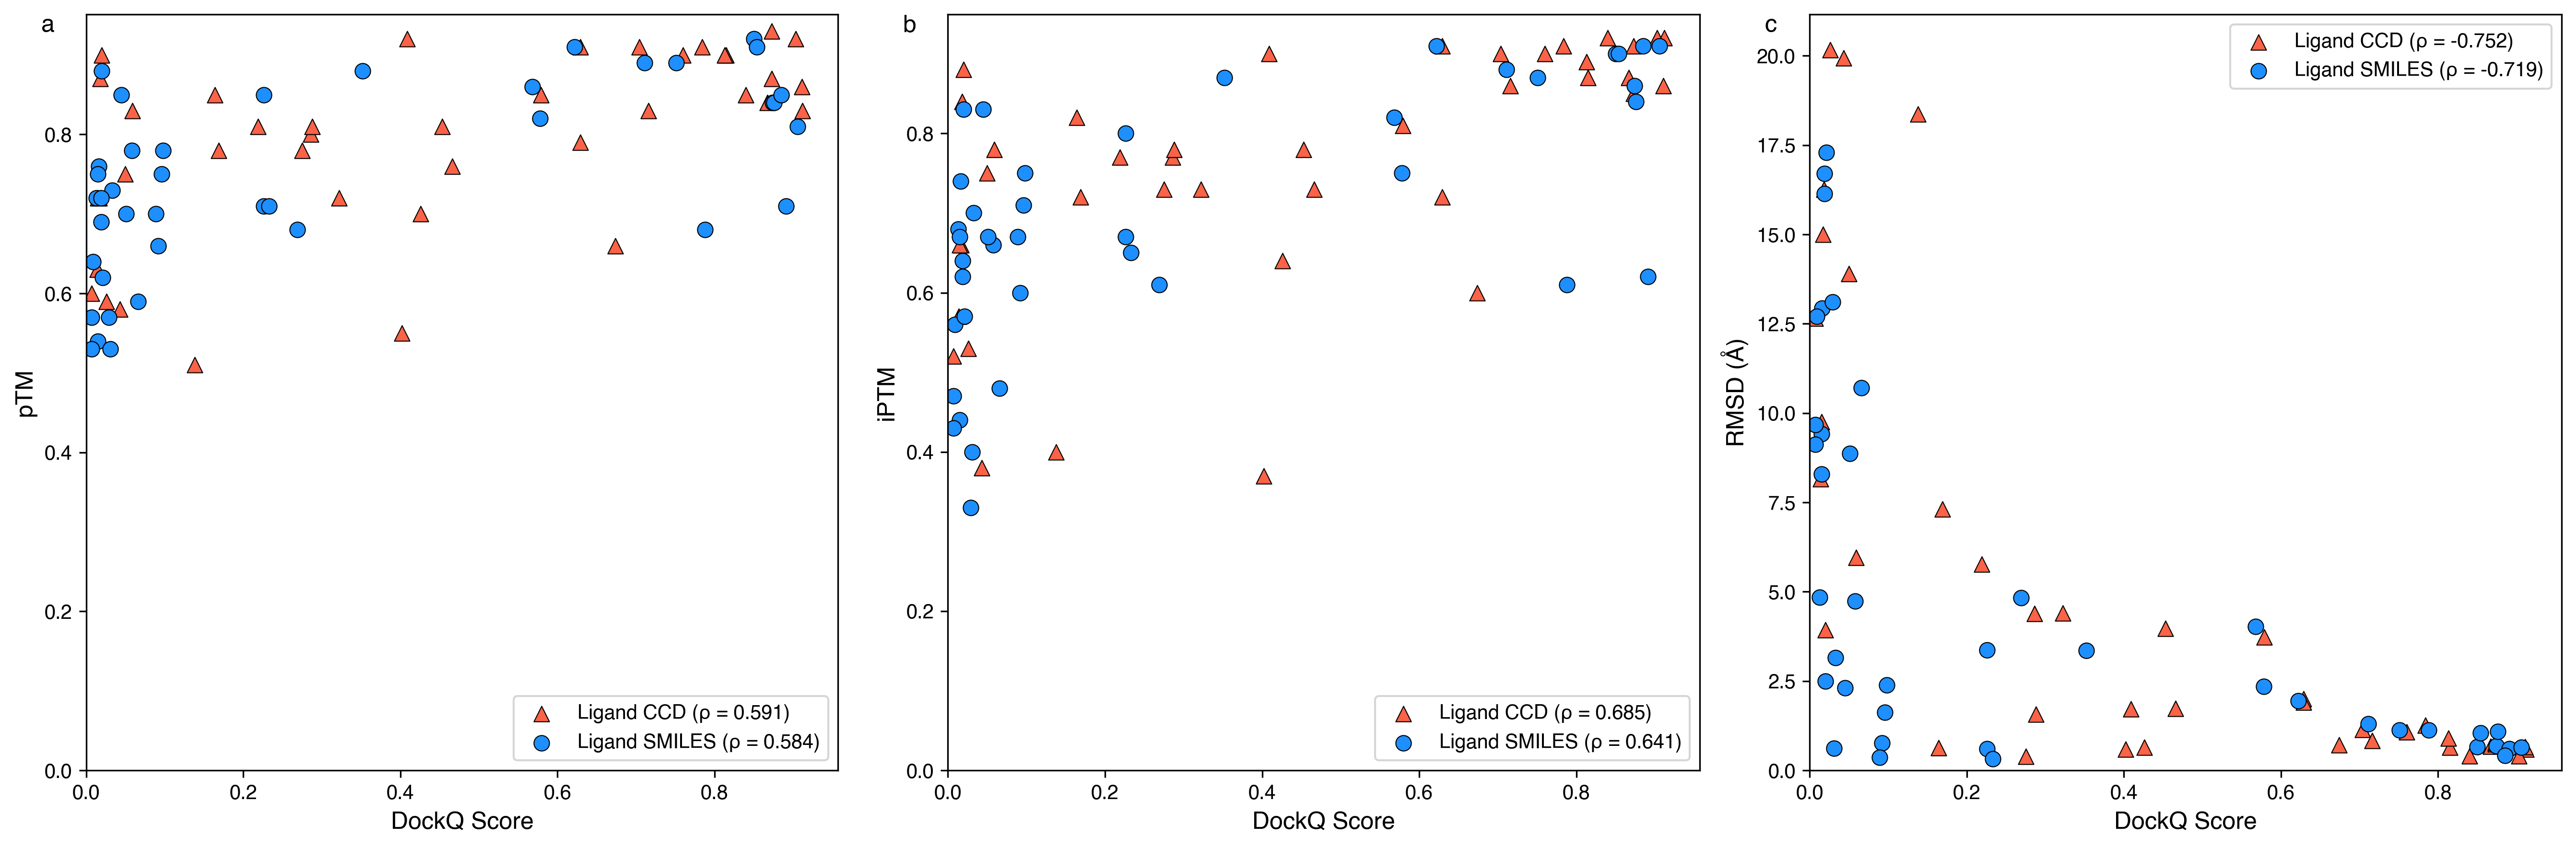 a
pTM
0.8
0.6
0.4
0.2
0.0
0.0 0.2 0.4 0.6 0.8
DockQ Score
Ligand CCD (ρ = 0.591)
Ligand SMILES (ρ = 0.584)
b
iPTM
0.8
0.6
0.4
0.2
0.0
0.0 0.2 0.4 0.6 0.8
DockQ Score
Ligand CCD (ρ = 0.685)
Ligand SMILES (ρ = 0.641)
c
Ligand CCD (ρ = -0.752)
Ligand SMILES (ρ = -0.719)
RMSD (Å)
20.0
17.5
15.0
12.5
10.0
7.5
5.0
2.5
0.0
0.0 0.2 0.4 0.6 0.8
DockQ Score